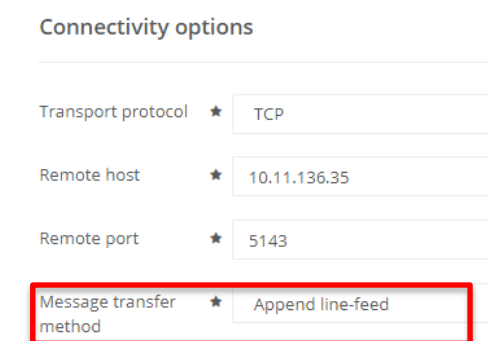 Connectivity options
Transport protocol ★ TCP
Remote host ★ 10.11.136.35
Remote port ★ 5143
Message transfer ★ Append line-feed
method